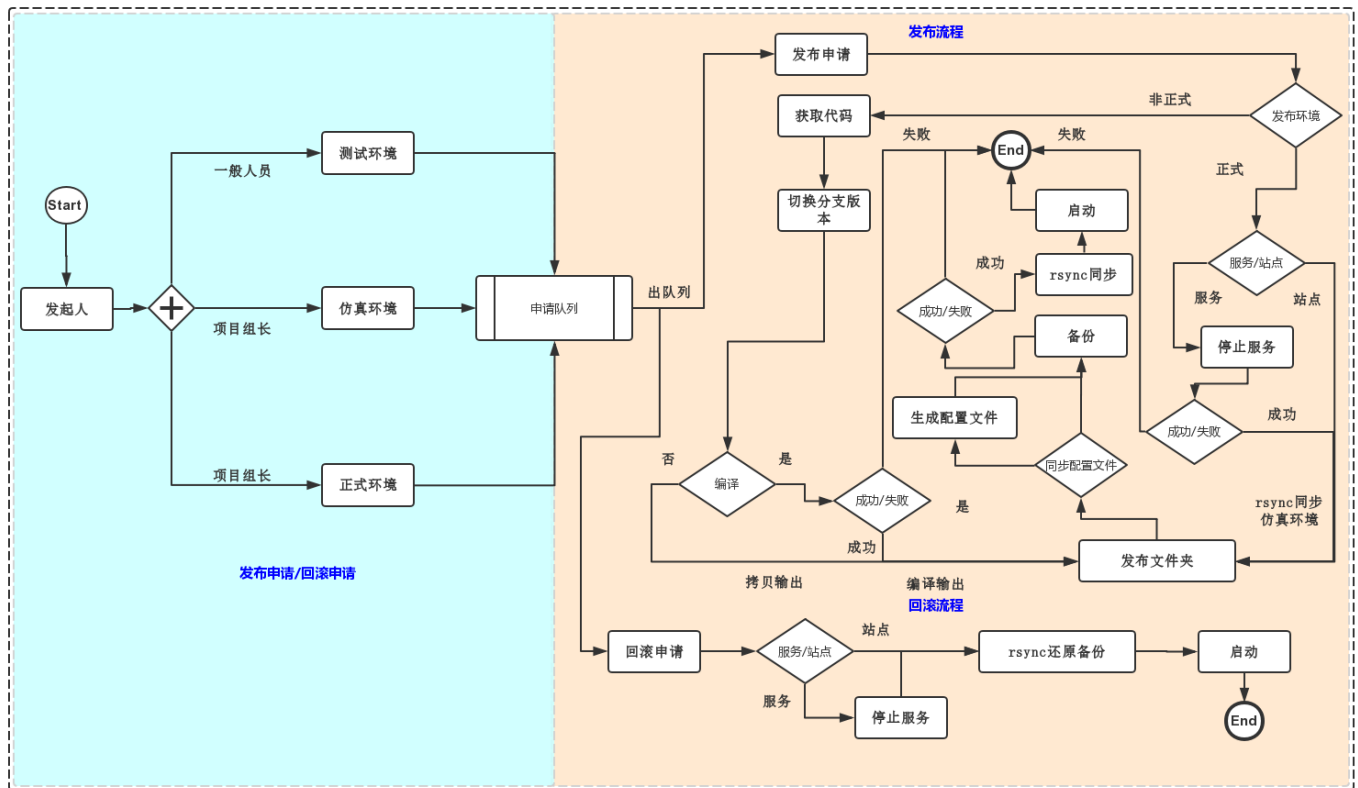 发布流程
发布申请
发布环境
非正式
获取代码
失败
End
失败
测试环境
一般人员
正式
切换分支版
本
启动
Start
成功
rsync同步
服务/站点
服务
站点
发起人
仿真环境
项目组长
申请队列
出队列
成功/失败
备份
停止服务
生成配置文件
成功/失败
成功
否
是
编译
同步配置文件
项目组长
正式环境
成功/失败
是
rsync同步
仿真环境
成功
发布文件夹
发布申请/回滚申请
拷贝输出
编译输出
回滚流程
站点
回滚申请
服务/站点
rsync还原备份
启动
服务
停止服务
End